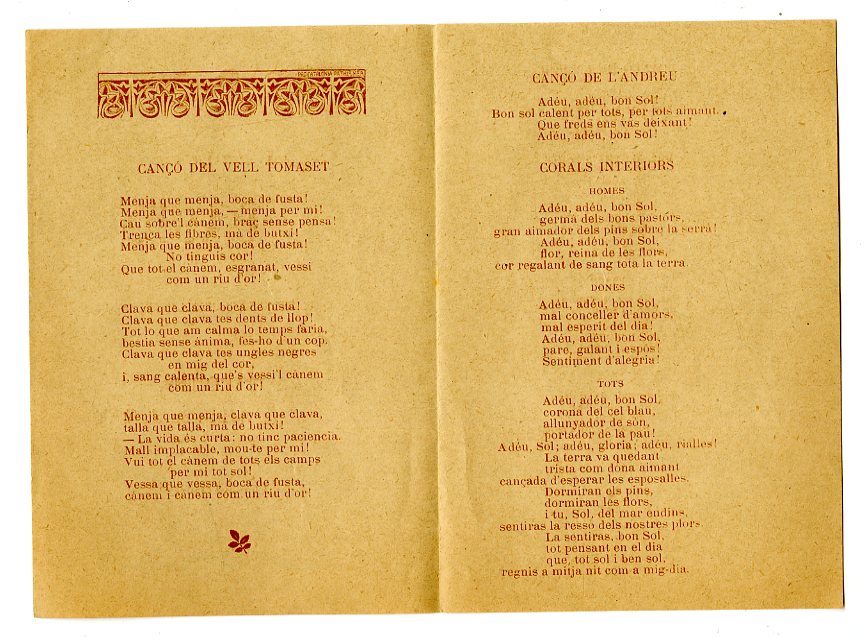 CANÇÓ DEL VELL TOMASET
Menja que menja, boca de fusta!
Menja que menja, — menja per mi!
Cau sobre'l cànem, braç sense pensa!
Trença les fibres, mà de butxí!
Menja que menja, boca de fusta!
No tinguis cor!
Que tot el cànem, esgranat, vessi
com un riu d'or!
Clava que clava, boca de fusta!
Clava que clava tes dents de llop!
Tot lo que am calma lo temps faria,
bestia sense ànima, fes-ho d'un cop.
Clava que clava tes ungles negres
en mig del cor,
i, sang calenta, que's vessi'l cànem
com un riu d'or!
Menja que menja, clava que clava,
talla que talla, mà de butxí!
— La vida és curta: no tinc paciencia.
Mall implacable, mou-te per mi!
Vui tot el cànem de tots els camps
per mi tot sol!
Vessa que vessa, boca de fusta,
cànem i cànem com un riu d'or!
CANÇÓ DE L'ANDREU
Adéu, adéu, bon Sol!
Bon sol calent per tots, per tots aimant.
Que freds ens vas deixant!
Adéu, adéu, bon Sol!
CORALS INTERIORS
HOMES
Adéu, adéu, bon Sol,
germà dels bons pastors,
gran aimador dels pins sobre la serra!
Adéu, adéu, bon Sol,
flor, reina de les flors,
cor regalant de sang tota la terra.
DONES
Adéu, adéu, bon Sol,
mal conceller d'amors,
mal esperit del dia!
Adéu, adéu, bon Sol,
pare, galant i espòs!
Sentiment d'alegria!
TOTS
Adéu, adéu, bon Sol,
corona del cel blau,
allunyador de són,
portador de la pau!
Adéu, Sol; adéu, gloria; adéu, rialles!
La terra va quedant
trista com dona aimant
cançada d'esperar les esposalles.
Dormiran els pins,
dormiran les flors,
i tu, Sol, del mar endins,
sentiras la ressò dels nostres plors.
La sentiras, bon Sol,
tot pensant en el dia
que, tot sol i ben sol,
regnis a mitja nit com a mig-dia.